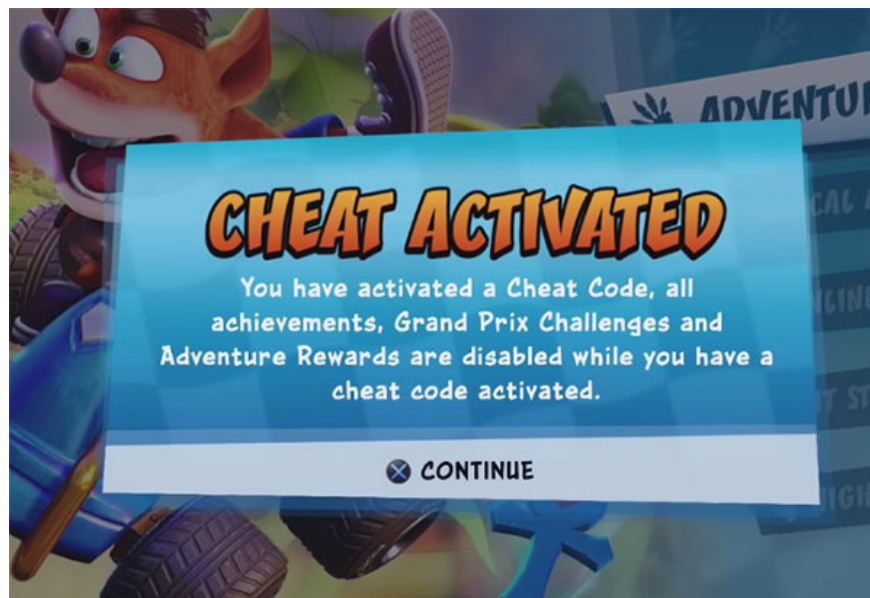 ADVENTU
CHEAT ACTIVATED
You have activated a Cheat Code, all
achievements, Grand Prix Challenges and
Adventure Rewards are disabled while you have a
cheat code activated.
CONTINUE